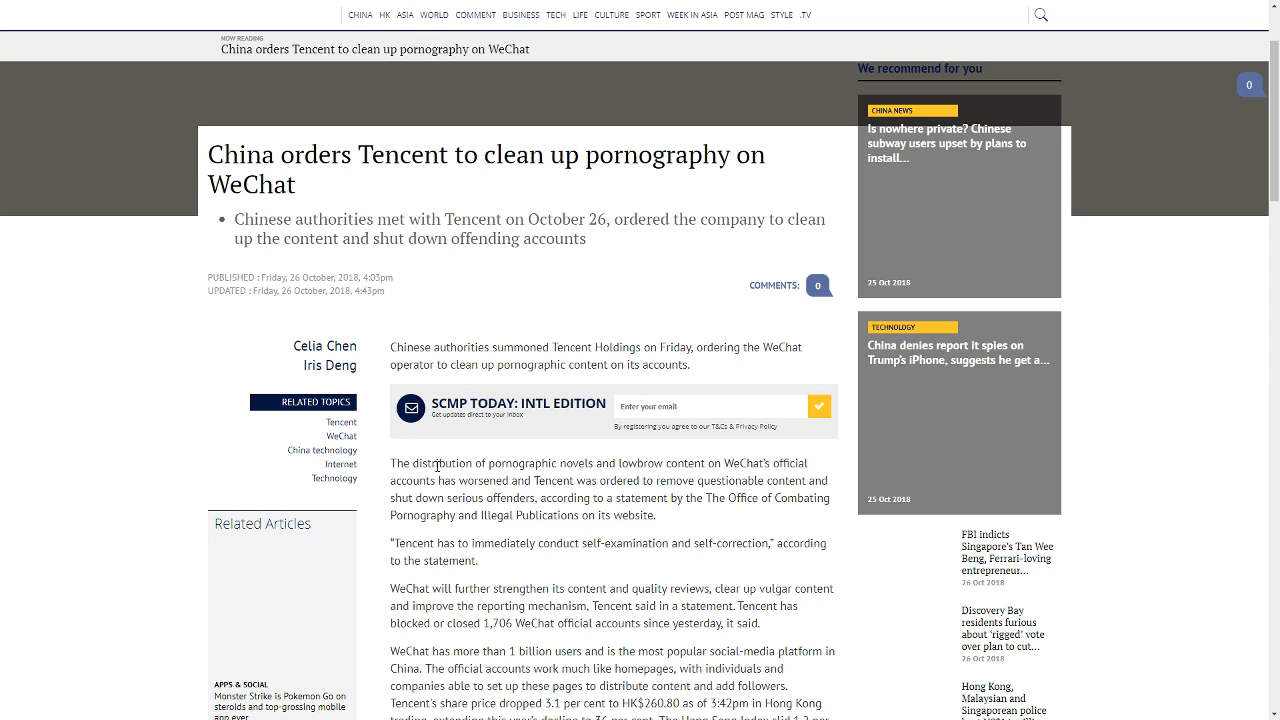 CHINA HK ASIA WORLD COMMENT BUSINESS TECH LIFE CULTURE SPORT WEEK IN ASIA POST MAG STYLE .TV
NOW READING
China orders Tencent to clean up pornography on WeChat
0
China orders Tencent to clean up pornography on
WeChat
• Chinese authorities met with Tencent on October 26, ordered the company to clean
up the content and shut down offending accounts
PUBLISHED : Friday, 26 October, 2018, 4:03pm
UPDATED : Friday, 26 October, 2018, 4:43pm
COMMENTS: 0
Celia Chen
Iris Deng
RELATED TOPICS
Tencent
WeChat
China technology
Internet
Technology
Related Articles
APPS & SOCIAL
Monster Strike is Pokemon Go on
steroids and top-grossing mobile
app ever
Chinese authorities summoned Tencent Holdings on Friday, ordering the WeChat
operator to clean up pornographic content on its accounts.
SCMP TODAY: INTL EDITION
Get updates direct to your inbox
Enter your email
By registering you agree to our T&Cs & Privacy Policy
The distribution of pornographic novels and lowbrow content on WeChat’s official
accounts has worsened and Tencent was ordered to remove questionable content and
shut down serious offenders, according to a statement by the The Office of Combating
Pornography and Illegal Publications on its website.
“Tencent has to immediately conduct self-examination and self-correction,” according
to the statement.
WeChat will further strengthen its content and quality reviews, clear up vulgar content
and improve the reporting mechanism, Tencent said in a statement. Tencent has
blocked or closed 1,706 WeChat official accounts since yesterday, it said.
WeChat has more than 1 billion users and is the most popular social-media platform in
China. The official accounts work much like homepages, with individuals and
companies able to set up these pages to distribute content and add followers.
Tencent’s share price dropped 3.1 per cent to HK$260.80 as of 3:42pm in Hong Kong
trading, extending this year’s decline to 36 per cent. The Hang Seng Index slid 1.2 per
We recommend for you
CHINA NEWS
Is nowhere private? Chinese
subway users upset by plans to
install...
25 Oct 2018
TECHNOLOGY
China denies report it spies on
Trump’s iPhone, suggests he get a...
25 Oct 2018
FBI indicts
Singapore’s Tan Wee
Beng, Ferrari-loving
entrepreneur...
26 Oct 2018
Discovery Bay
residents furious
about ‘rigged’ vote
over plan to cut...
26 Oct 2018
Hong Kong,
Malaysian and
Singaporean police